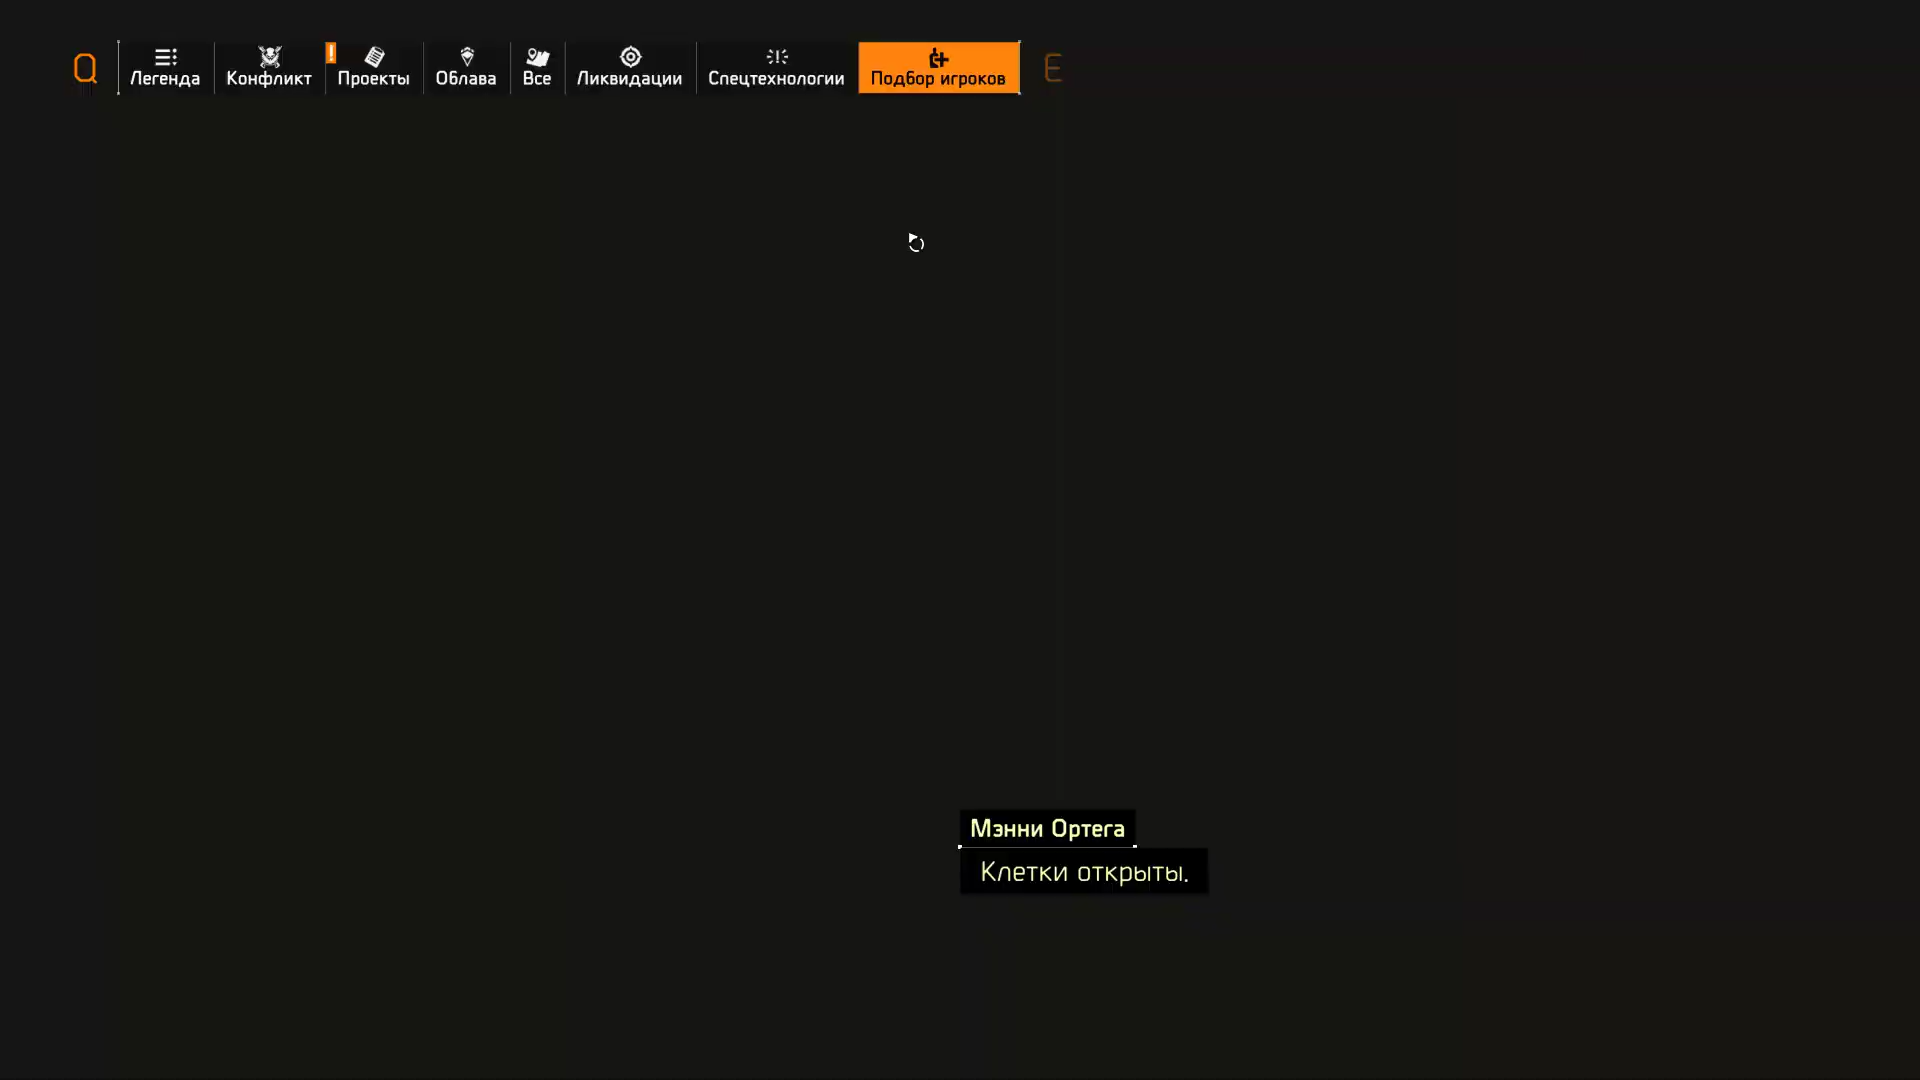 Q
Легенда
Конфликт
!
Проекты
Облава
Все
Ликвидации
Спецтехнологии
Подбор игроков
E
Мэнни Ортега
Клетки открыты.